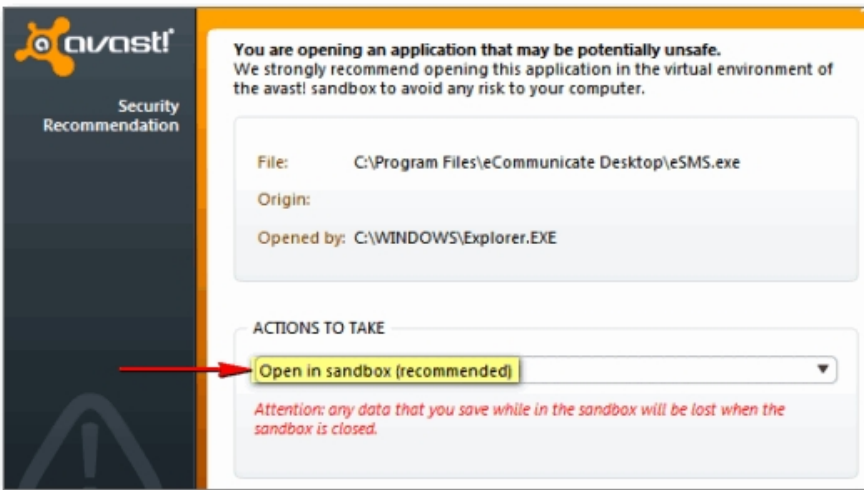 avast!
Security
Recommendation
You are opening an application that may be potentially unsafe.
We strongly recommend opening this application in the virtual environment of
the avast! sandbox to avoid any risk to your computer.
File: C:\Program Files\eCommunicate Desktop\eSMS.exe
Origin:
Opened by: C:\WINDOWS\Explorer.EXE
ACTIONS TO TAKE
Open in sandbox (recommended)
Attention: any data that you save while in the sandbox will be lost when the
sandbox is closed.